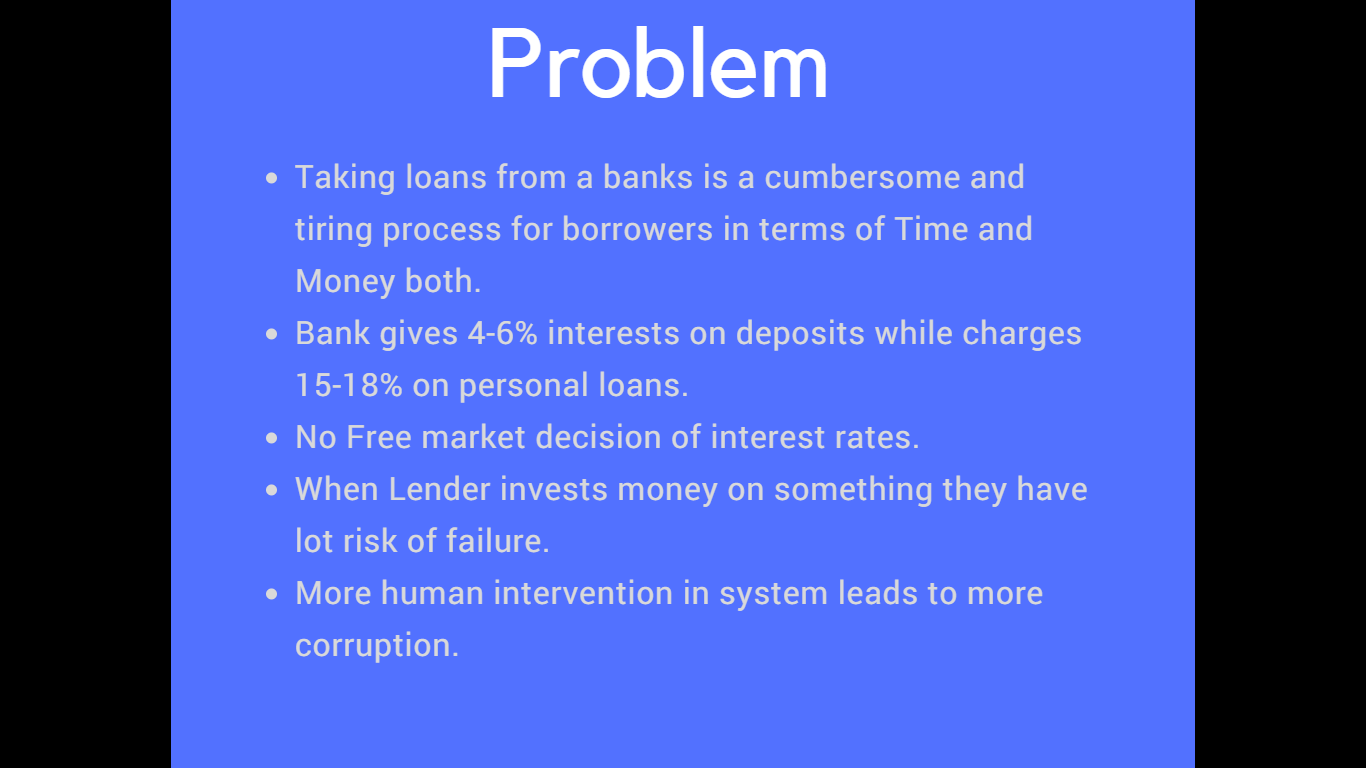 Problem
• Taking loans from a banks is a cumbersome and
tiring process for borrowers in terms of Time and
Money both.
• Bank gives 4-6% interests on deposits while charges
15-18% on personal loans.
• No Free market decision of interest rates.
• When Lender invests money on something they have
lot risk of failure.
• More human intervention in system leads to more
corruption.